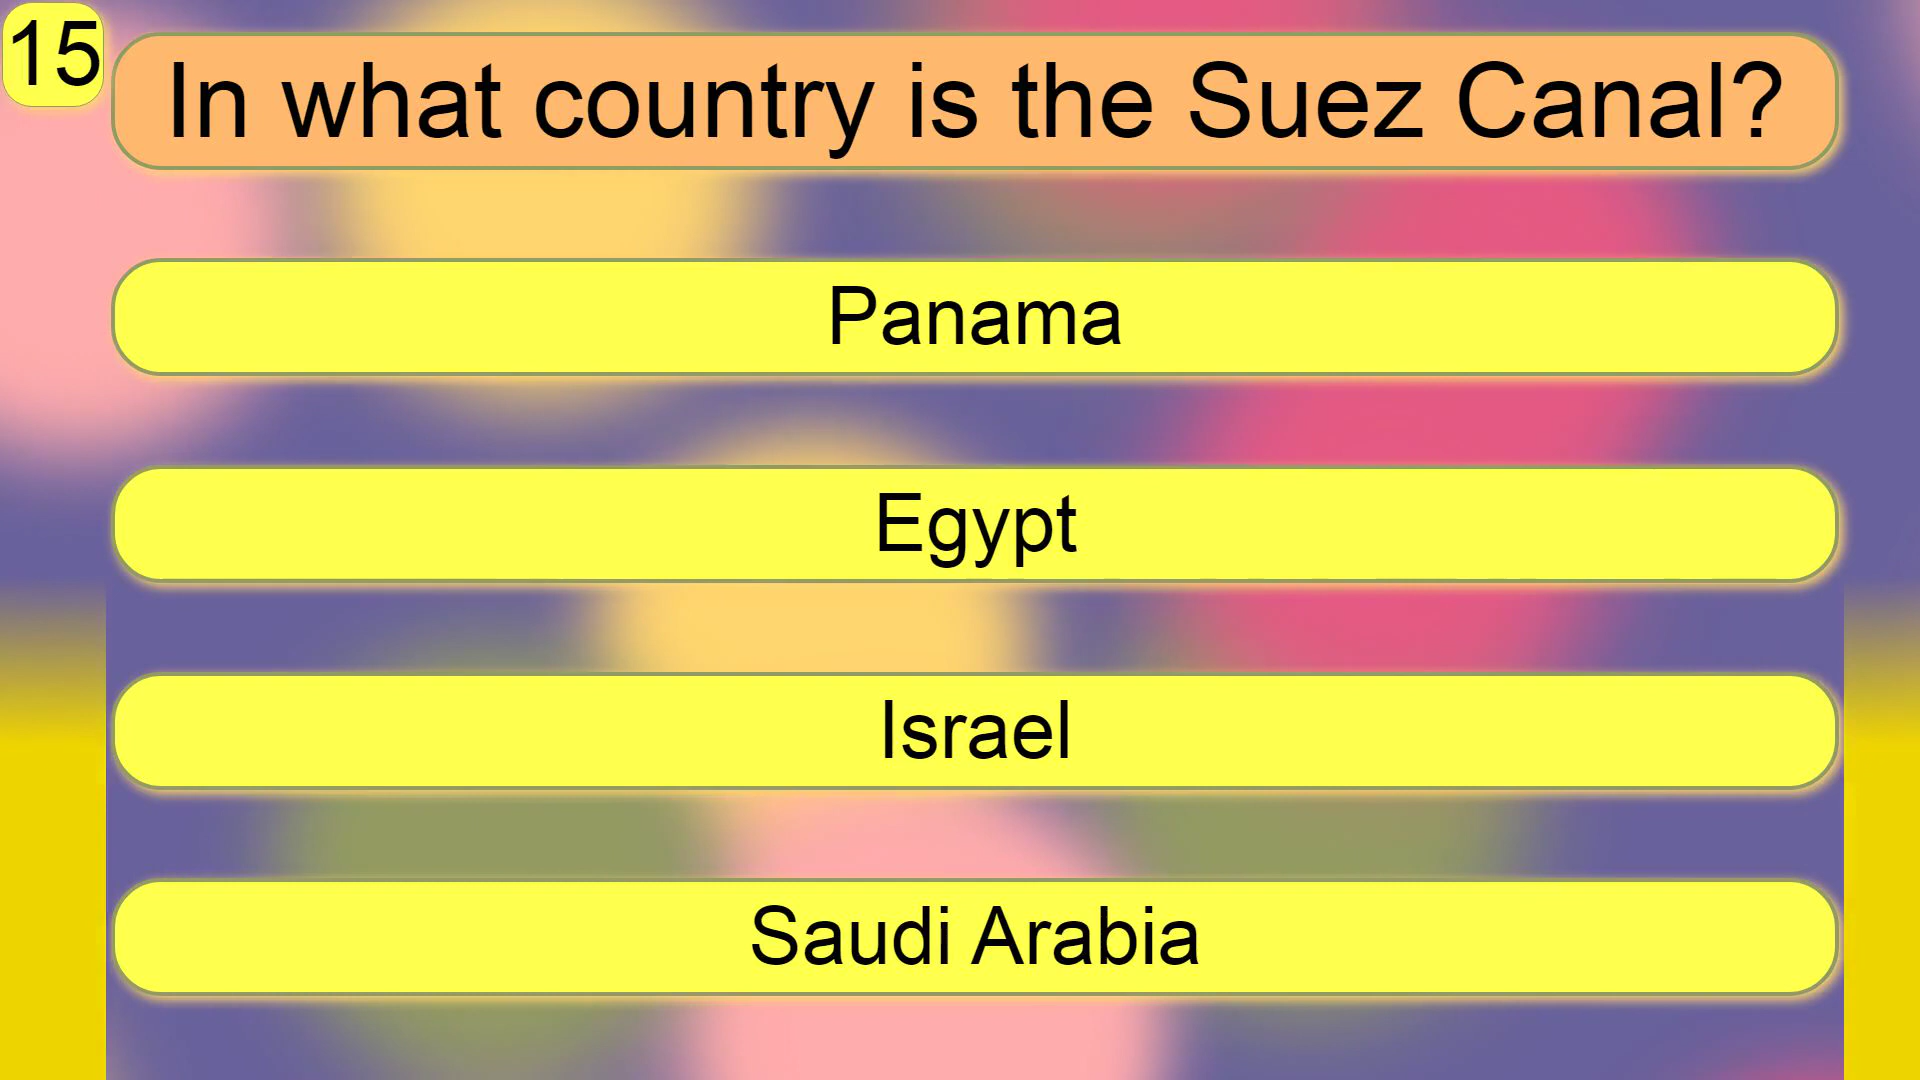 15
In what country is the Suez Canal?
Panama
Egypt
Israel
Saudi Arabia